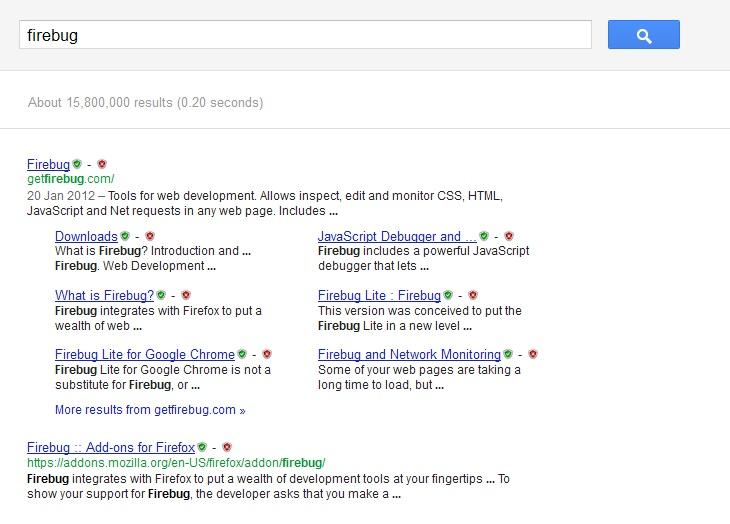 firebug
About 15,800,000 results (0.20 seconds)
Firebug -
getfirebug.com/
20 Jan 2012 – Tools for web development. Allows inspect, edit and monitor CSS, HTML,
JavaScript and Net requests in any web page. Includes ...
Downloads -
What is Firebug? Introduction and ...
Firebug. Web Development ...
JavaScript Debugger and ... -
Firebug includes a powerful JavaScript
debugger that lets ...
What is Firebug? -
Firebug integrates with Firefox to put a
wealth of web ...
Firebug Lite : Firebug -
This version was conceived to put the
Firebug Lite in a new level ...
Firebug Lite for Google Chrome -
Firebug Lite for Google Chrome is not a
substitute for Firebug, or ...
Firebug and Network Monitoring -
Some of your web pages are taking a
long time to load, but ...
More results from getfirebug.com »
Firebug :: Add-ons for Firefox -
https://addons.mozilla.org/en-US/firefox/addon/firebug/
Firebug integrates with Firefox to put a wealth of development tools at your fingertips ... To
show your support for Firebug, the developer asks that you make a ...